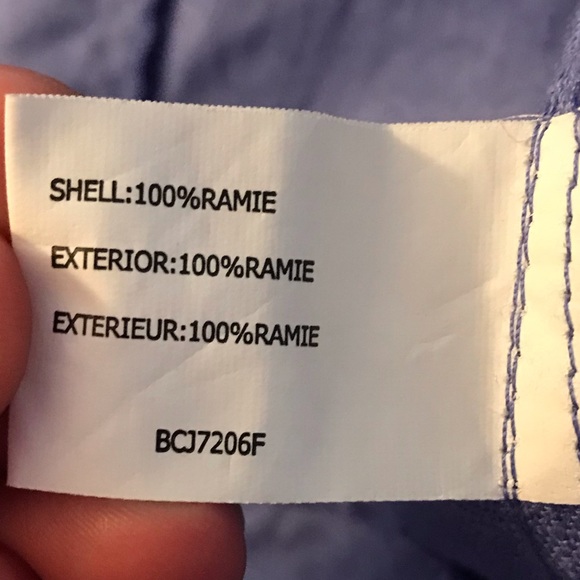 SHELL:100%RAMIE
EXTERIOR:100%RAMIE
EXTERIEUR:100%RAMIE
BCJ7206F